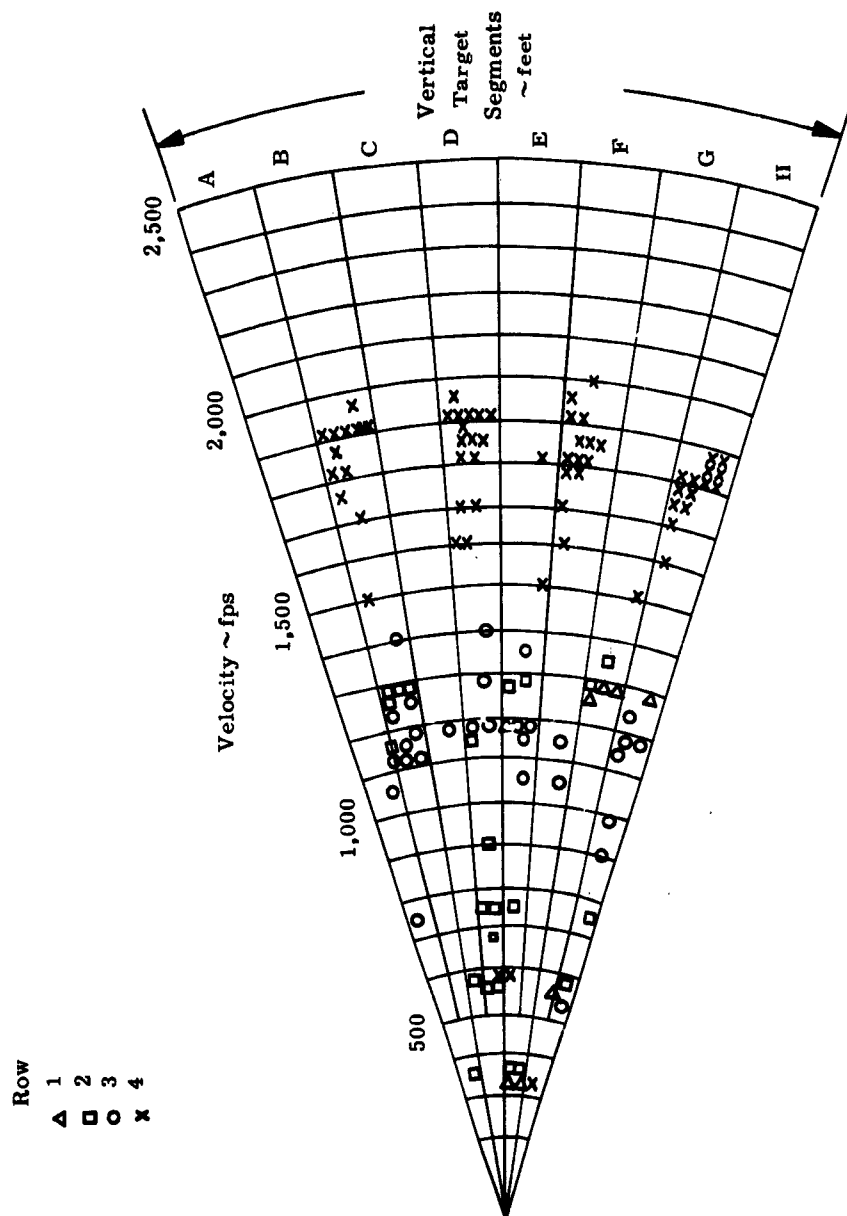 Row
1
2
3
4
Velocity ~ fps
500
1,000
1,500
2,000
2,500
A
B
C
D
E
F
G
H
Vertical
Target
Segments
~ feet